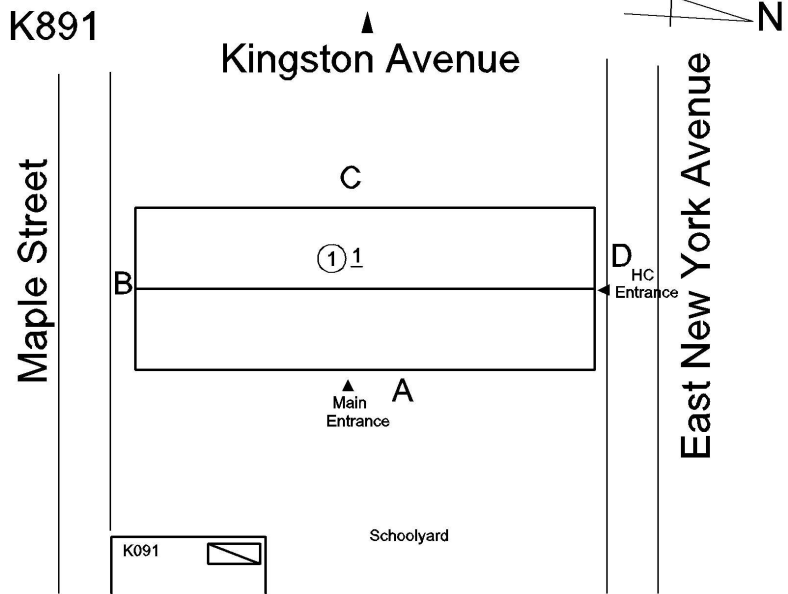 K891
N
Kingston Avenue
Maple Street
East New York Avenue
C
1 1
B
D
HC
Entrance
A
Main
Entrance
Schoolyard
K091